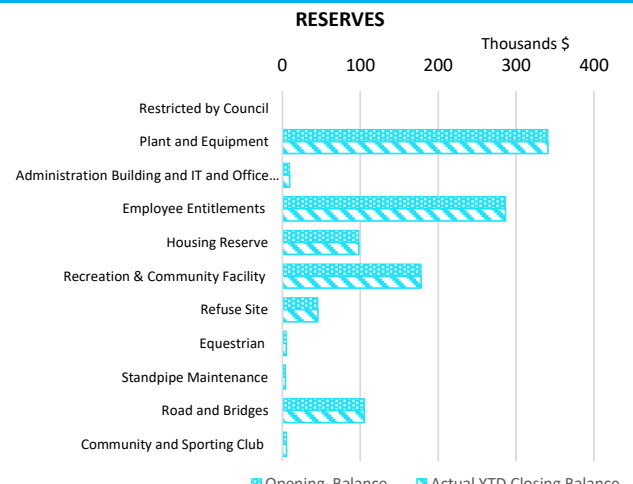 RESERVES
Thousands $
0 100 200 300 400
Restricted by Council
Plant and Equipment
Administration Building and IT and Office...
Employee Entitlements
Housing Reserve
Recreation & Community Facility
Refuse Site
Equestrian
Standpipe Maintenance
Road and Bridges
Community and Sporting Club
Opening Balance Actual YTD Closing Balance